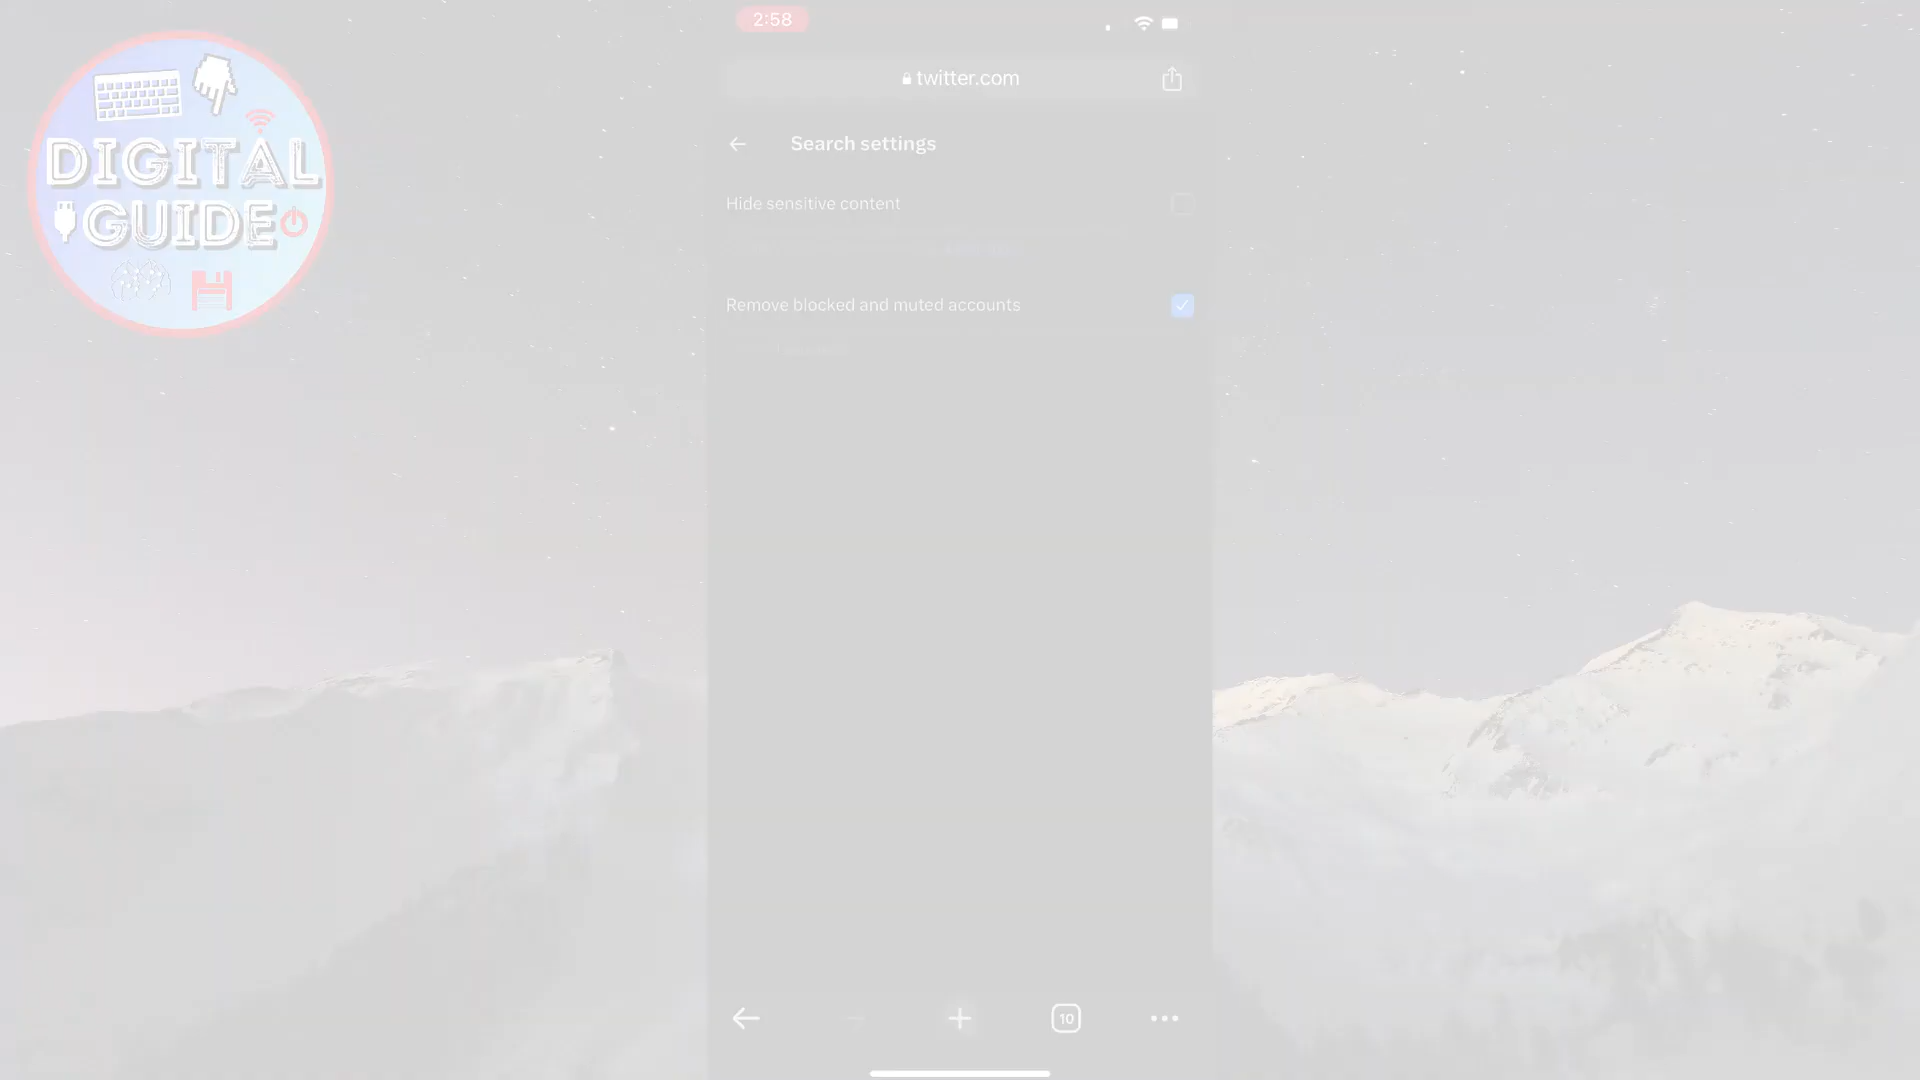 2:58
twitter.com
DIGITAL
GUIDE
Search settings
Hide sensitive content
Remove blocked and muted accounts
10